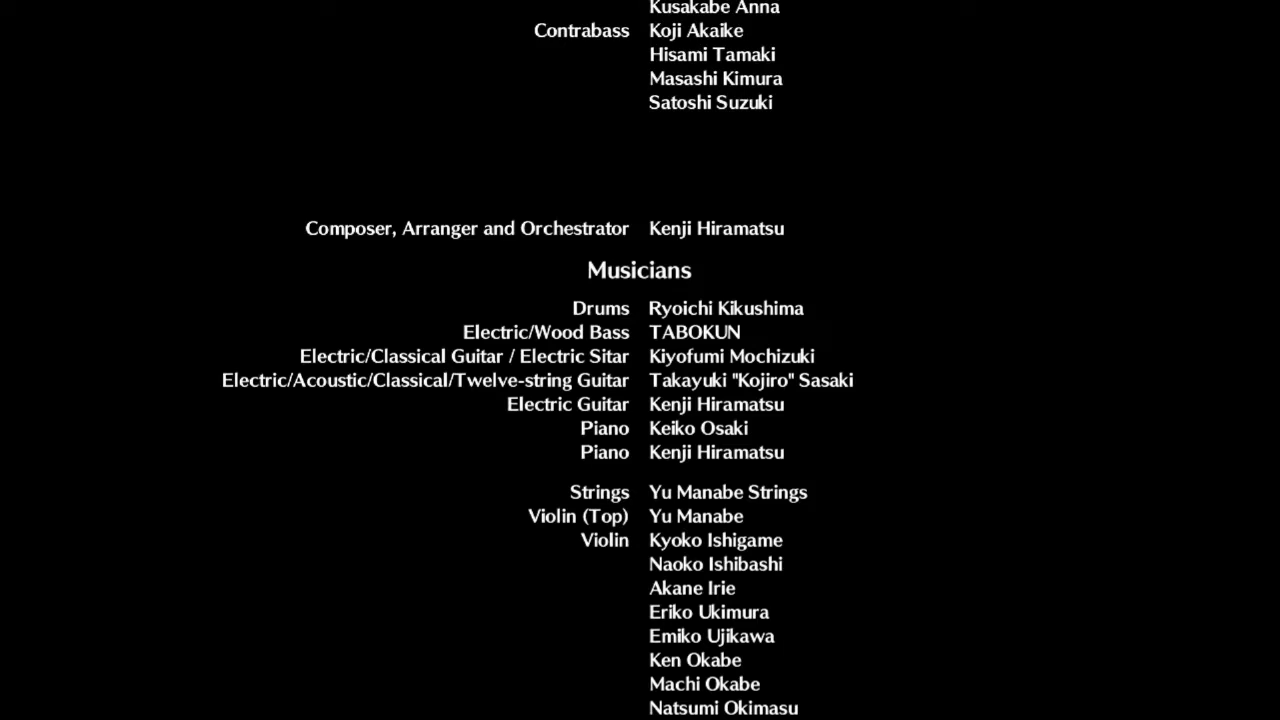 Kusakabe Anna
Contrabass Koji Akaike
Hisami Tamaki
Masashi Kimura
Satoshi Suzuki
Composer, Arranger and Orchestrator Kenji Hiramatsu
Musicians
Drums Ryoichi Kikushima
Electric/Wood Bass TABOKUN
Electric/Classical Guitar / Electric Sitar Kiyofumi Mochizuki
Electric/Acoustic/Classical/Twelve-string Guitar Takayuki "Kojiro" Sasaki
Electric Guitar Kenji Hiramatsu
Piano Keiko Osaki
Piano Kenji Hiramatsu
Strings Yu Manabe Strings
Violin (Top) Yu Manabe
Violin Kyoko Ishigame
Naoko Ishibashi
Akane Irie
Eriko Ukimura
Emiko Ujikawa
Ken Okabe
Machi Okabe
Natsumi Okimasu